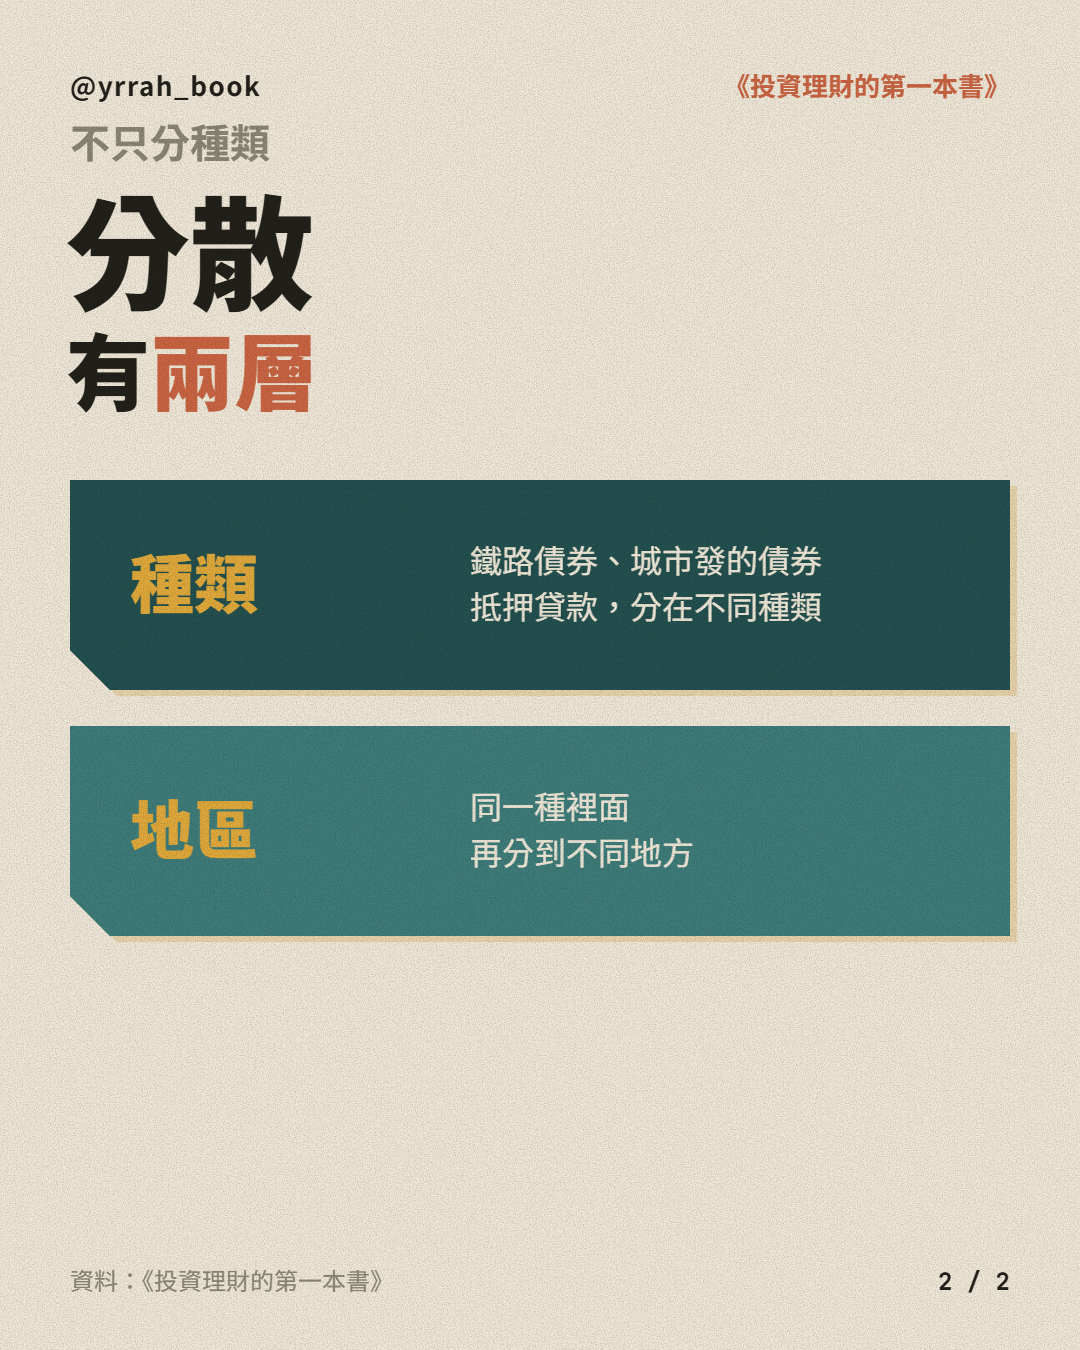 @yrrah_book
《投資理財的第一本書》
不只分種類
分散
有兩層
種類
鐵路債券、城市發的債券
抵押貸款，分在不同種類
地區
同一種裡面
再分到不同地方
資料：《投資理財的第一本書》
2 / 2